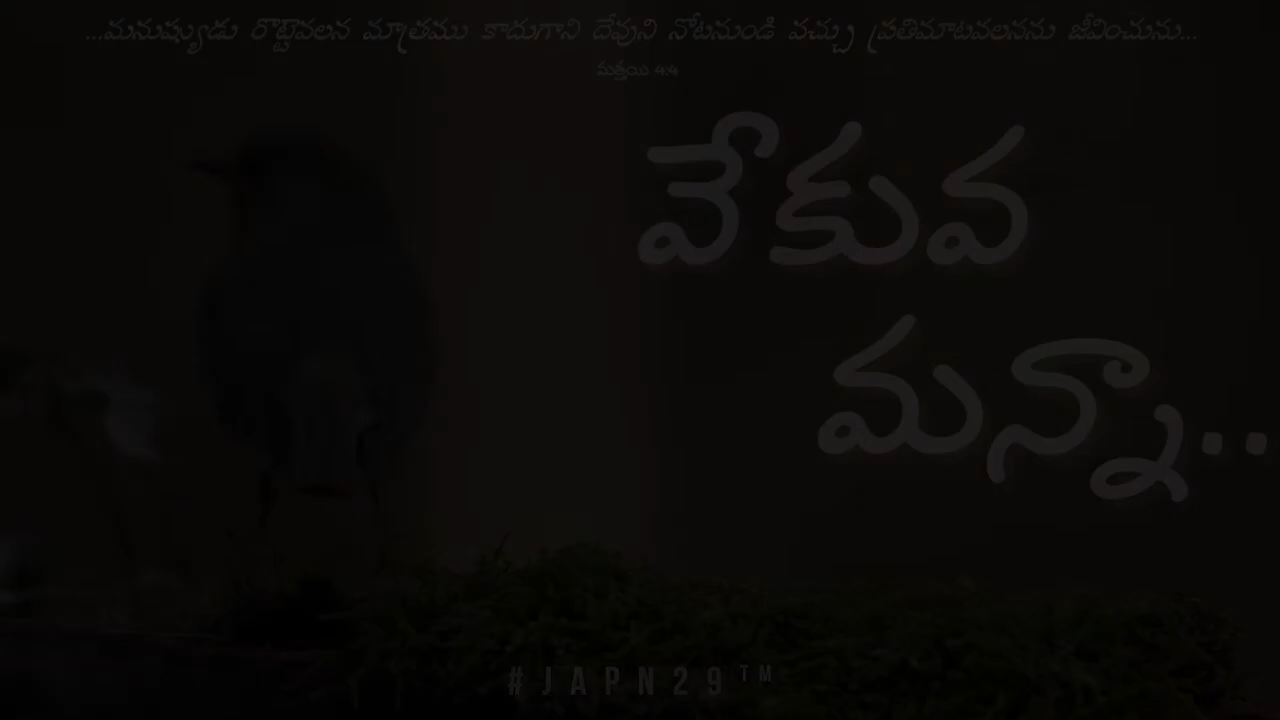 ...మనుష్యుడు రొట్టెవలన మాత్రము కాదుగాని దేవుని నోటనుండి వచ్చు ప్రతిమాటవలనను జీవించును...
మత్తయి 4:4
వేకువ
మన్నా..
#JAPN29™